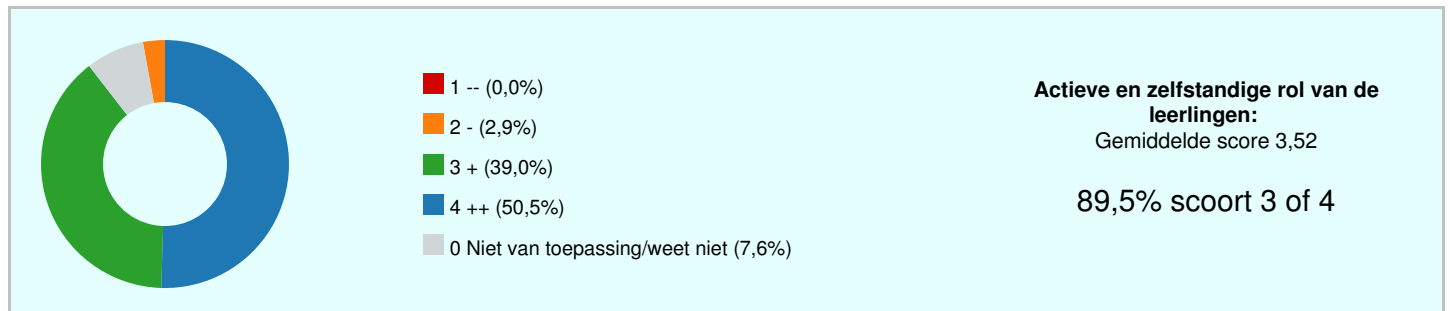 1 -- (0,0%)
2 - (2,9%)
3 + (39,0%)
4 ++ (50,5%)
0 Niet van toepassing/weet niet (7,6%)
Actieve en zelfstandige rol van de
leerlingen:
Gemiddelde score 3,52
89,5% scoort 3 of 4